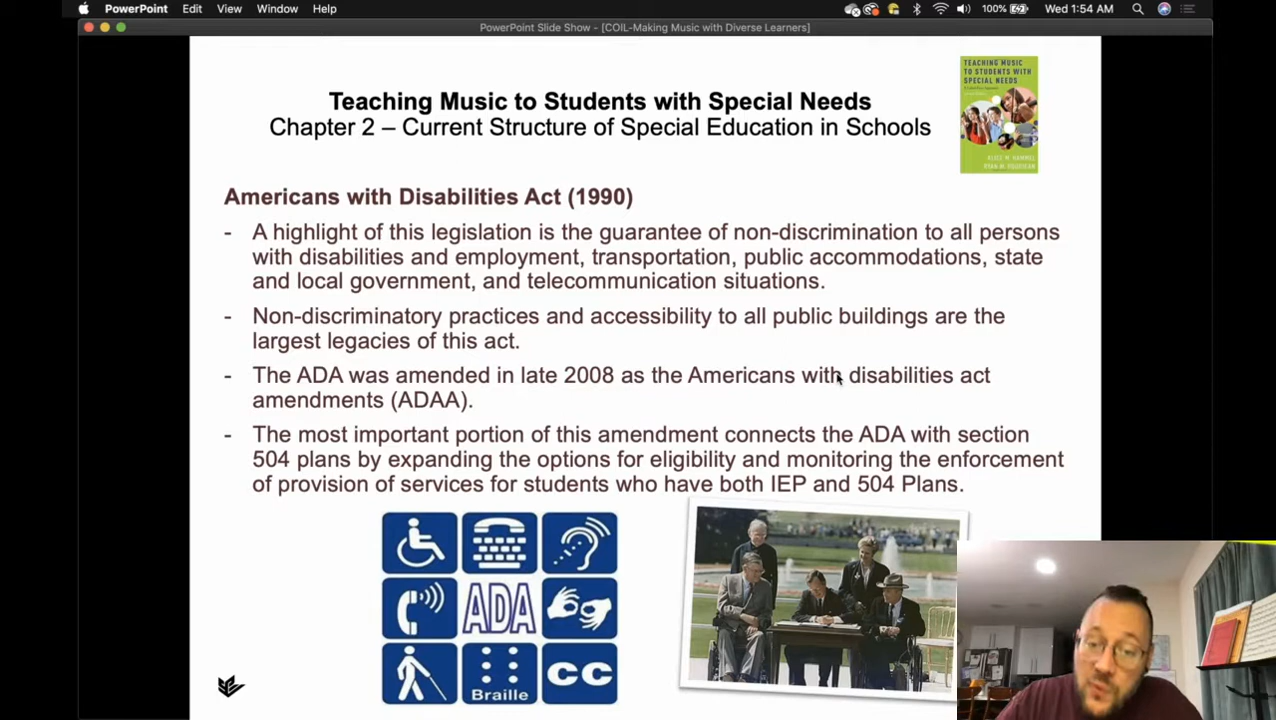 PowerPoint Edit View Window Help 100% Wed 1:54 AM
PowerPoint Slide Show - [COIL-Making Music with Diverse Learners]
Teaching Music to Students with Special Needs
Chapter 2 – Current Structure of Special Education in Schools
TEACHING MUSIC
TO STUDENTS WITH
SPECIAL NEEDS
ALICE M. HAMMEL
RYAN M. HOURIGAN
Americans with Disabilities Act (1990)
- A highlight of this legislation is the guarantee of non-discrimination to all persons
with disabilities and employment, transportation, public accommodations, state
and local government, and telecommunication situations.
- Non-discriminatory practices and accessibility to all public buildings are the
largest legacies of this act.
- The ADA was amended in late 2008 as the Americans with disabilities act
amendments (ADAA).
- The most important portion of this amendment connects the ADA with section
504 plans by expanding the options for eligibility and monitoring the enforcement
of provision of services for students who have both IEP and 504 Plans.
ADA
Braille
CC